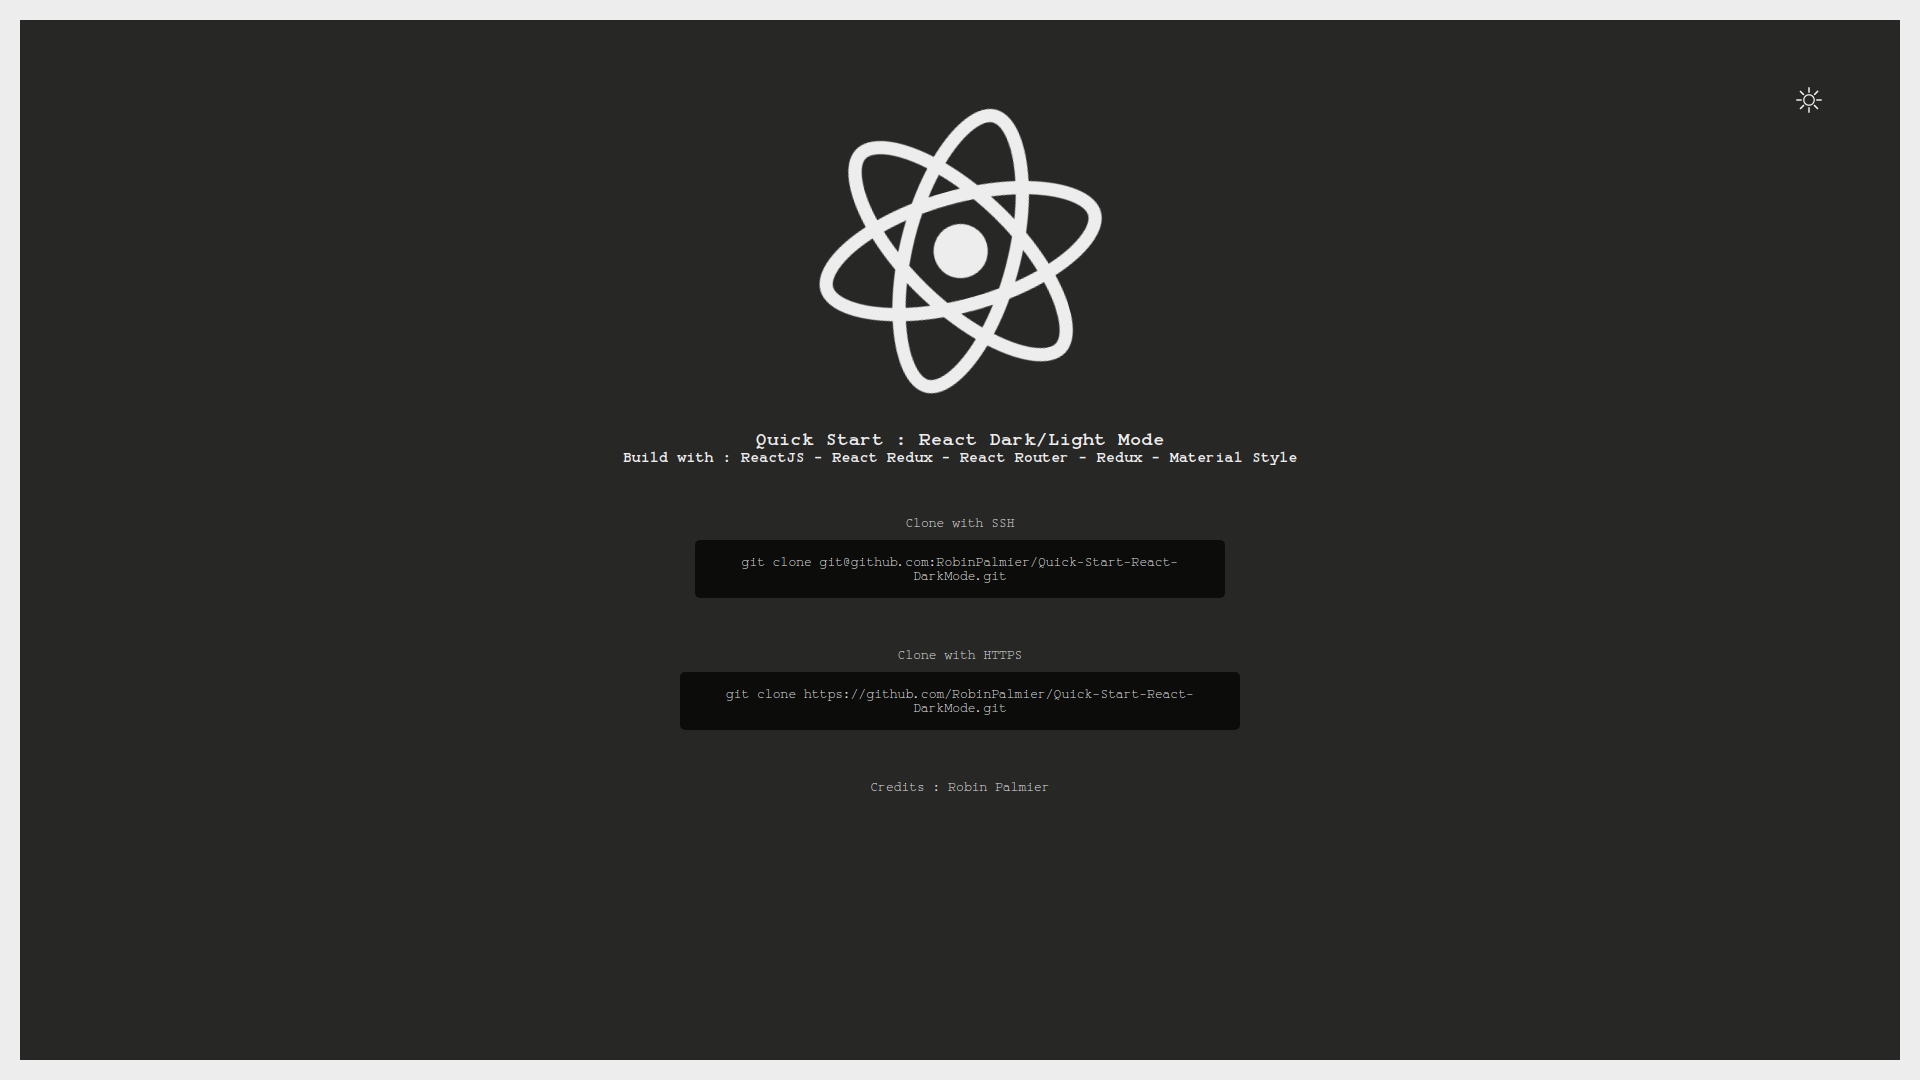 Quick Start : React Dark/Light Mode
Build with : ReactJS - React Redux - React Router - Redux - Material Style
Clone with SSH
git clone git@github.com:RobinPalmier/Quick-Start-React-
DarkMode.git
Clone with HTTPS
git clone https://github.com/RobinPalmier/Quick-Start-React-
DarkMode.git
Credits : Robin Palmier